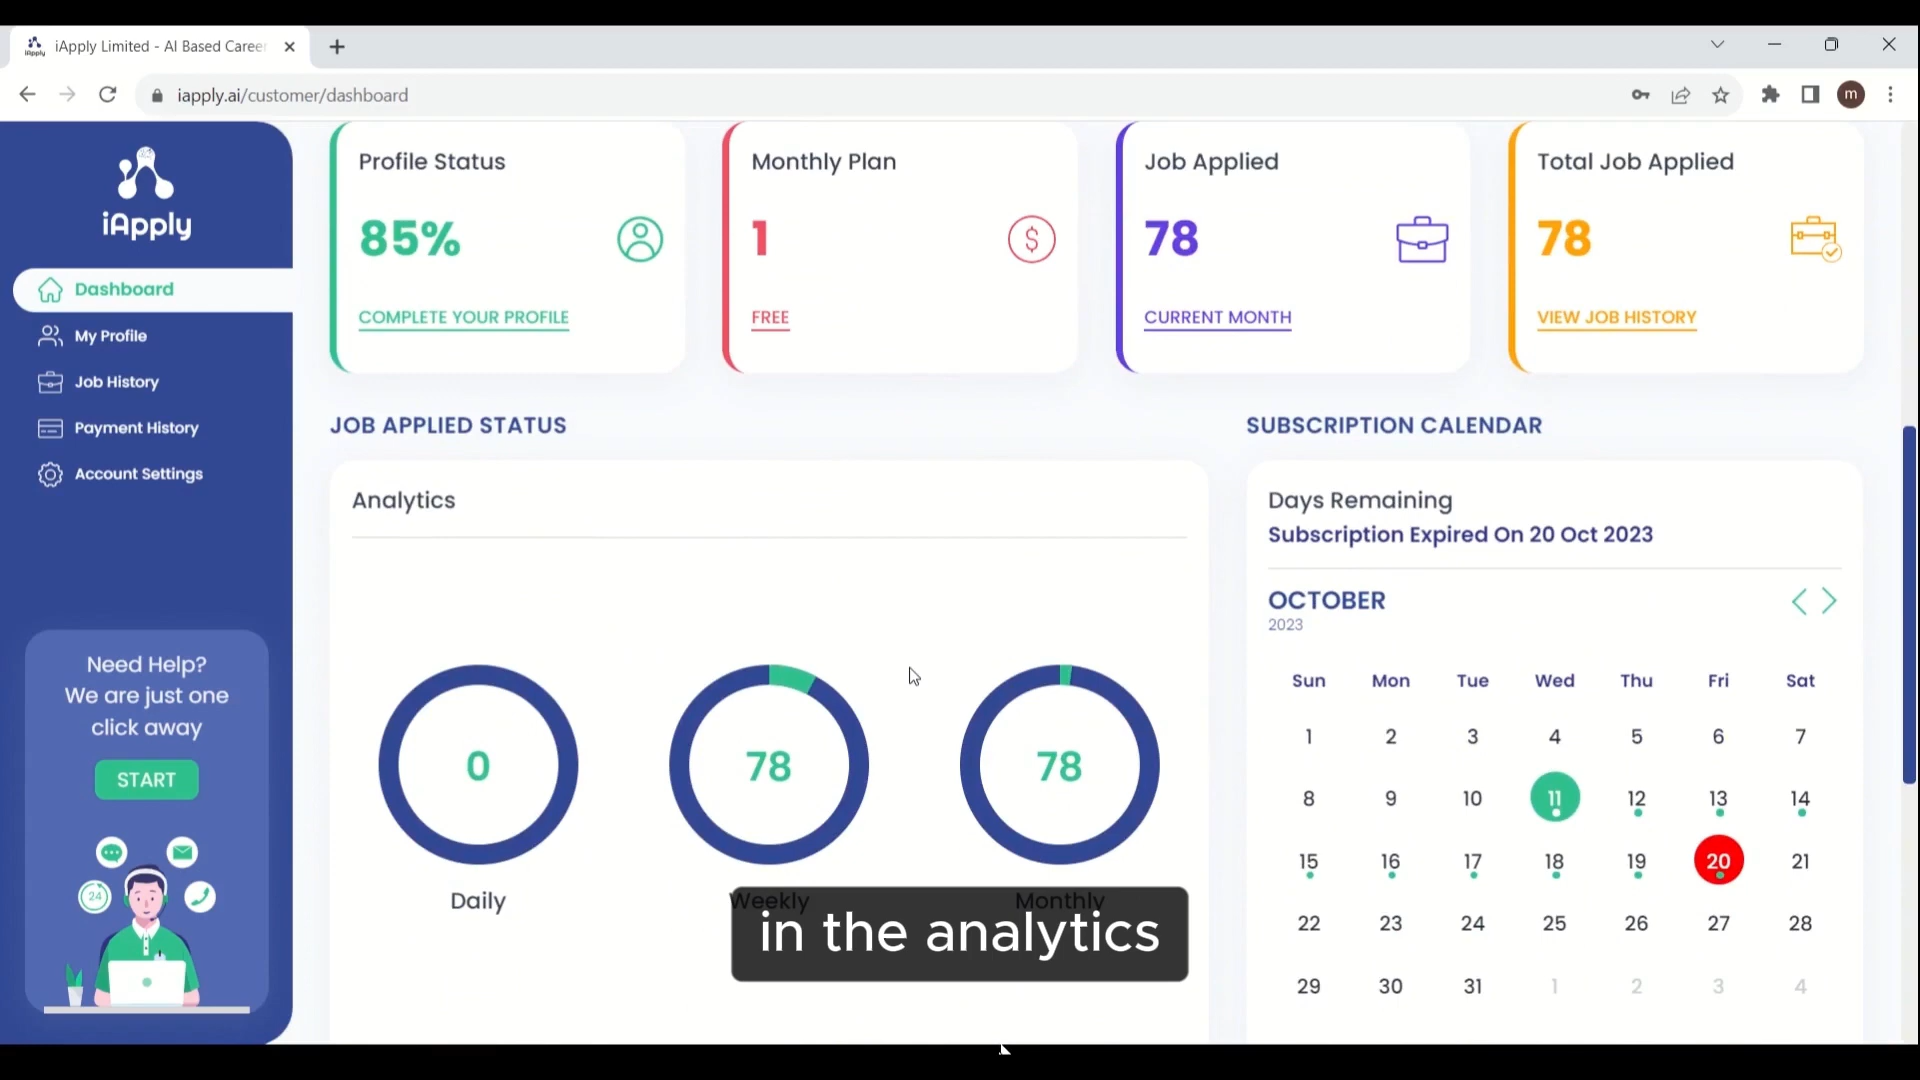 iApply Limited - AI Based Career
iapply.ai/customer/dashboard
m
iApply
Dashboard
My Profile
Job History
Payment History
Account Settings
Need Help?
We are just one
click away
START
24
Profile Status
85%
COMPLETE YOUR PROFILE
Monthly Plan
1
$
FREE
Job Applied
78
CURRENT MONTH
Total Job Applied
78
VIEW JOB HISTORY
JOB APPLIED STATUS
Analytics
0
78
78
Daily
Weekly
Monthly
in the analytics
SUBSCRIPTION CALENDAR
Days Remaining
Subscription Expired On 20 Oct 2023
OCTOBER
2023
Sun Mon Tue Wed Thu Fri Sat
1 2 3 4 5 6 7
8 9 10 11 12 13 14
15 16 17 18 19 20 21
22 23 24 25 26 27 28
29 30 31 1 2 3 4